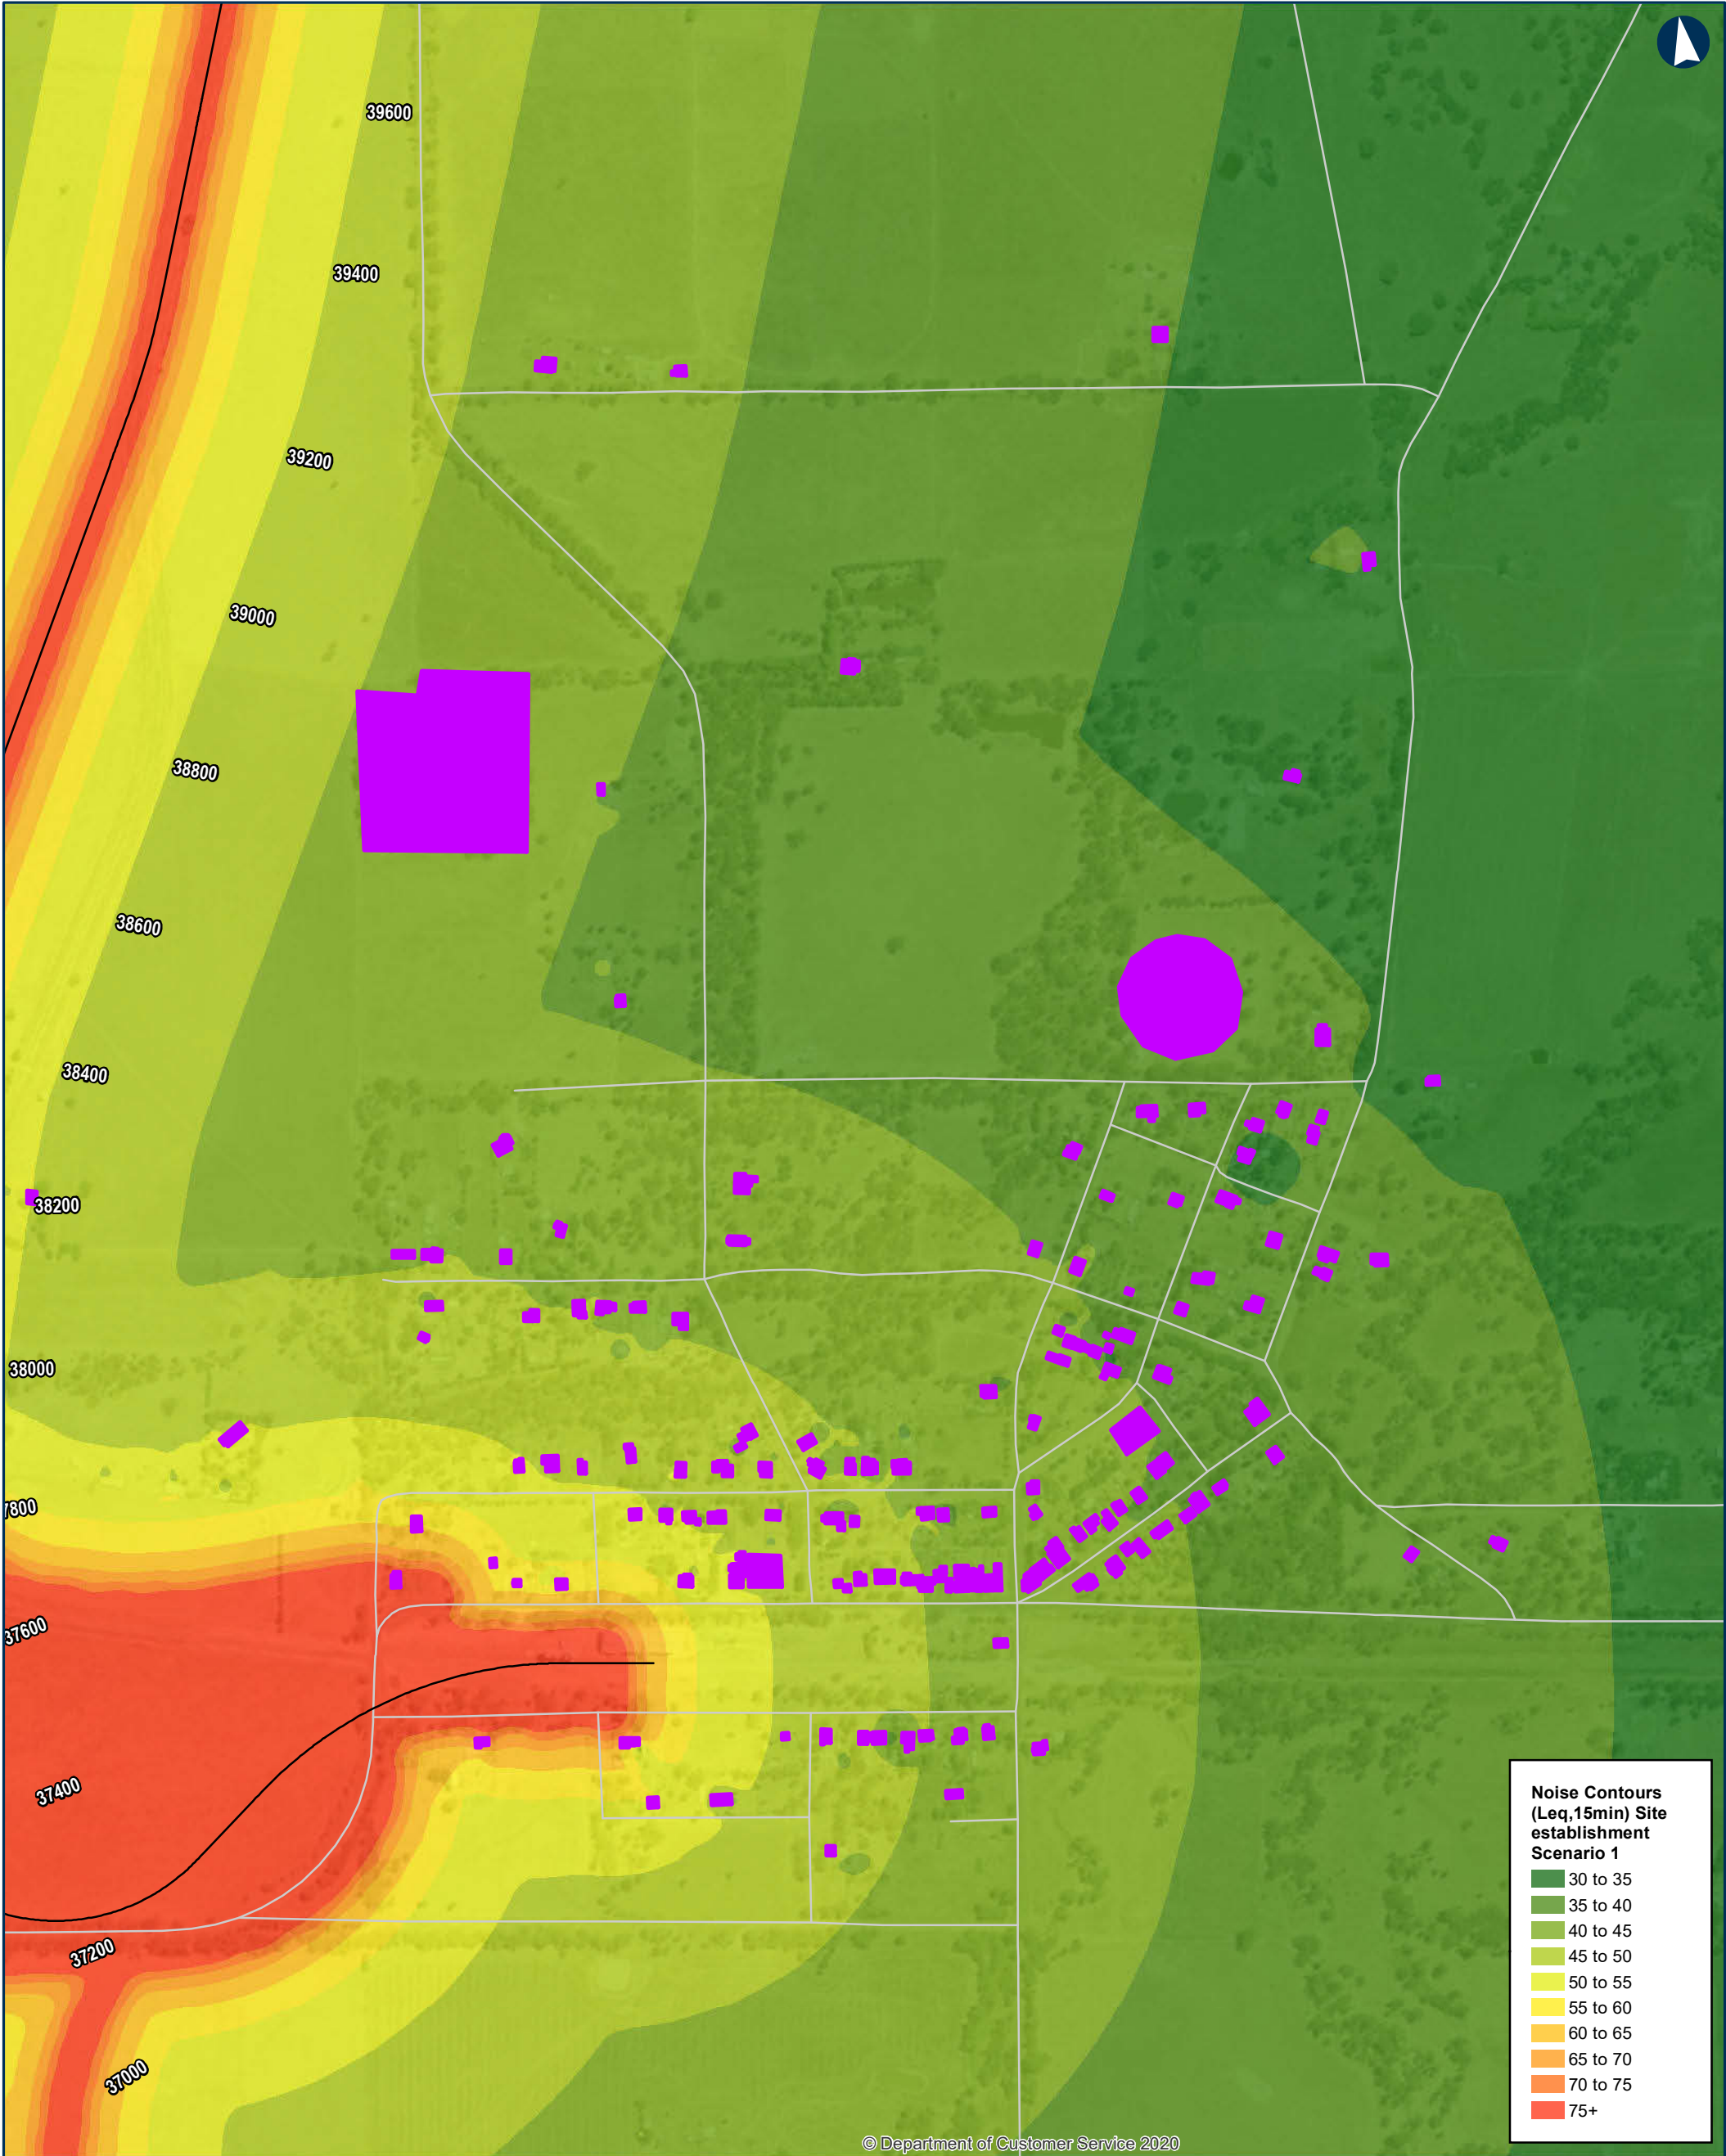 39600
39400
39200
39000
38800
38600
38400
38200
38000
7800
37600
37400
37200
37000
Noise Contours
(Leq,15min) Site
establishment
Scenario 1
30 to 35
35 to 40
40 to 45
45 to 50
50 to 55
55 to 60
60 to 65
65 to 70
70 to 75
75+
© Department of Customer Service 2020